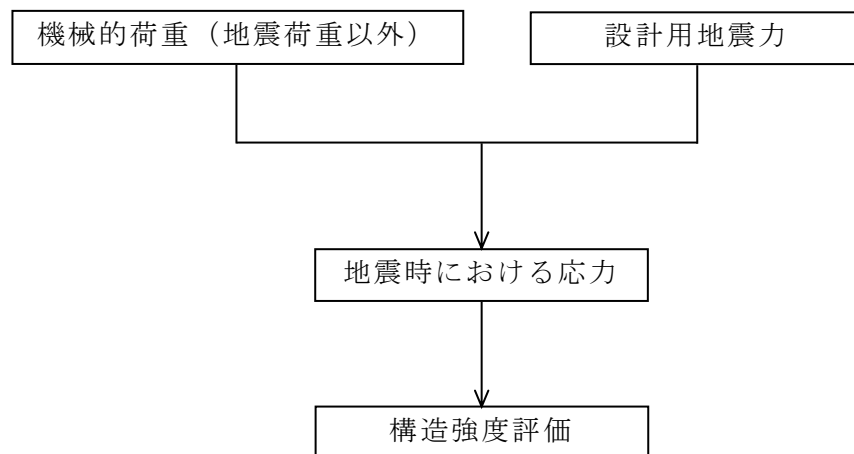 機械的荷重（地震荷重以外）
設計用地震力
地震時における応力
構造強度評価